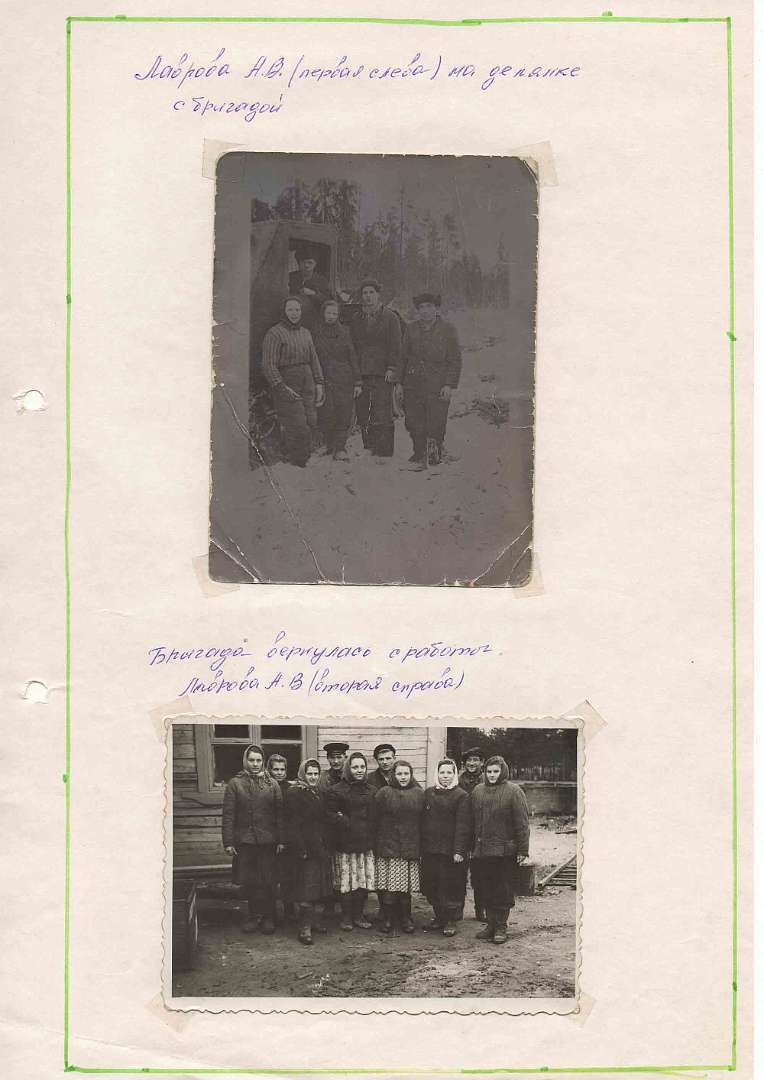 Лаврова А.В. (первая слева) на делянке
с бригадой
Бригада вернулась с работы.
Лаврова А.В (вторая справа)